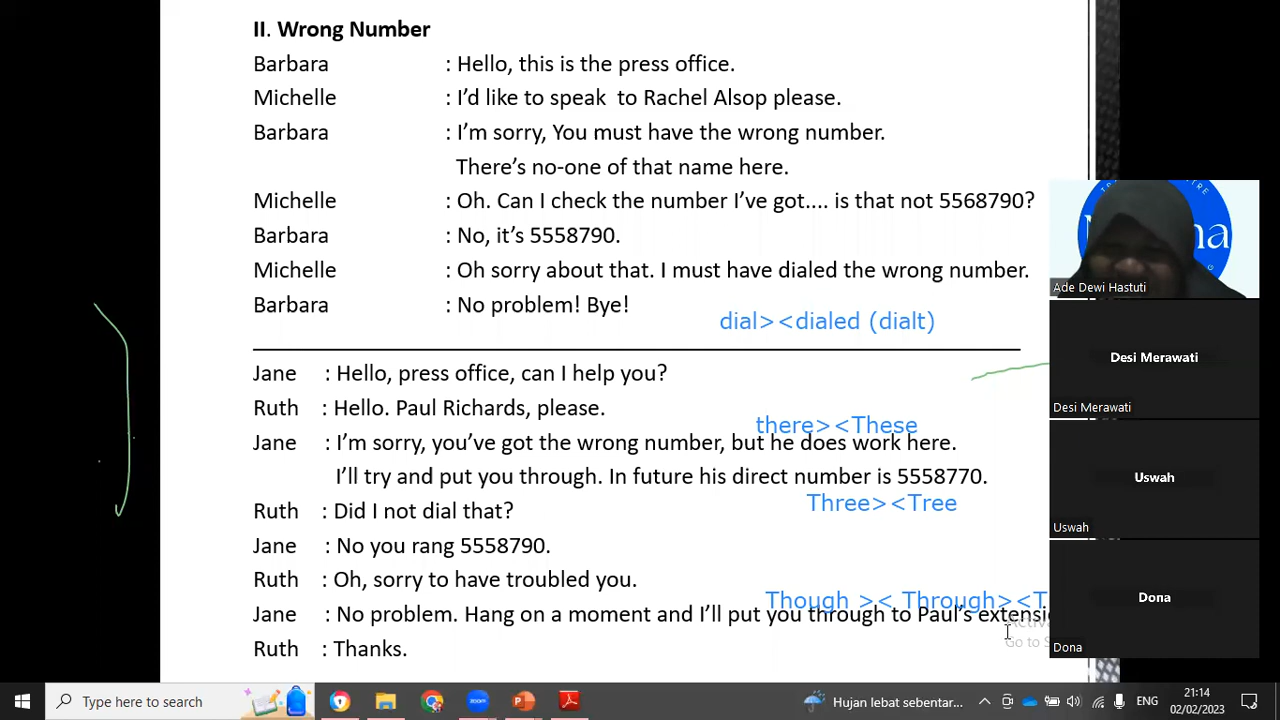 II. Wrong Number
Barbara : Hello, this is the press office.
Michelle : I'd like to speak to Rachel Alsop please.
Barbara : I'm sorry, You must have the wrong number.
There's no-one of that name here.
Michelle : Oh. Can I check the number I've got.... is that not 5568790?
Barbara : No, it's 5558790.
Michelle : Oh sorry about that. I must have dialed the wrong number.
Barbara : No problem! Bye!
dial><dialed (dialt)
Jane : Hello, press office, can I help you?
Ruth : Hello. Paul Richards, please.
there><These
Jane : I'm sorry, you've got the wrong number, but he does work here.
I'll try and put you through. In future his direct number is 5558770.
Three><Tree
Ruth : Did I not dial that?
Jane : No you rang 5558790.
Ruth : Oh, sorry to have troubled you.
Though >< Through><T
Jane : No problem. Hang on a moment and I'll put you through to Paul's
Ruth : Thanks.
Ade Dewi Hastuti
Desi Merawati
Desi Merawati
Uswah
Uswah
Dona
Dona
Go to S
Type here to search
zoom
Hujan lebat sebentar...
ENG
21:14
02/02/2023